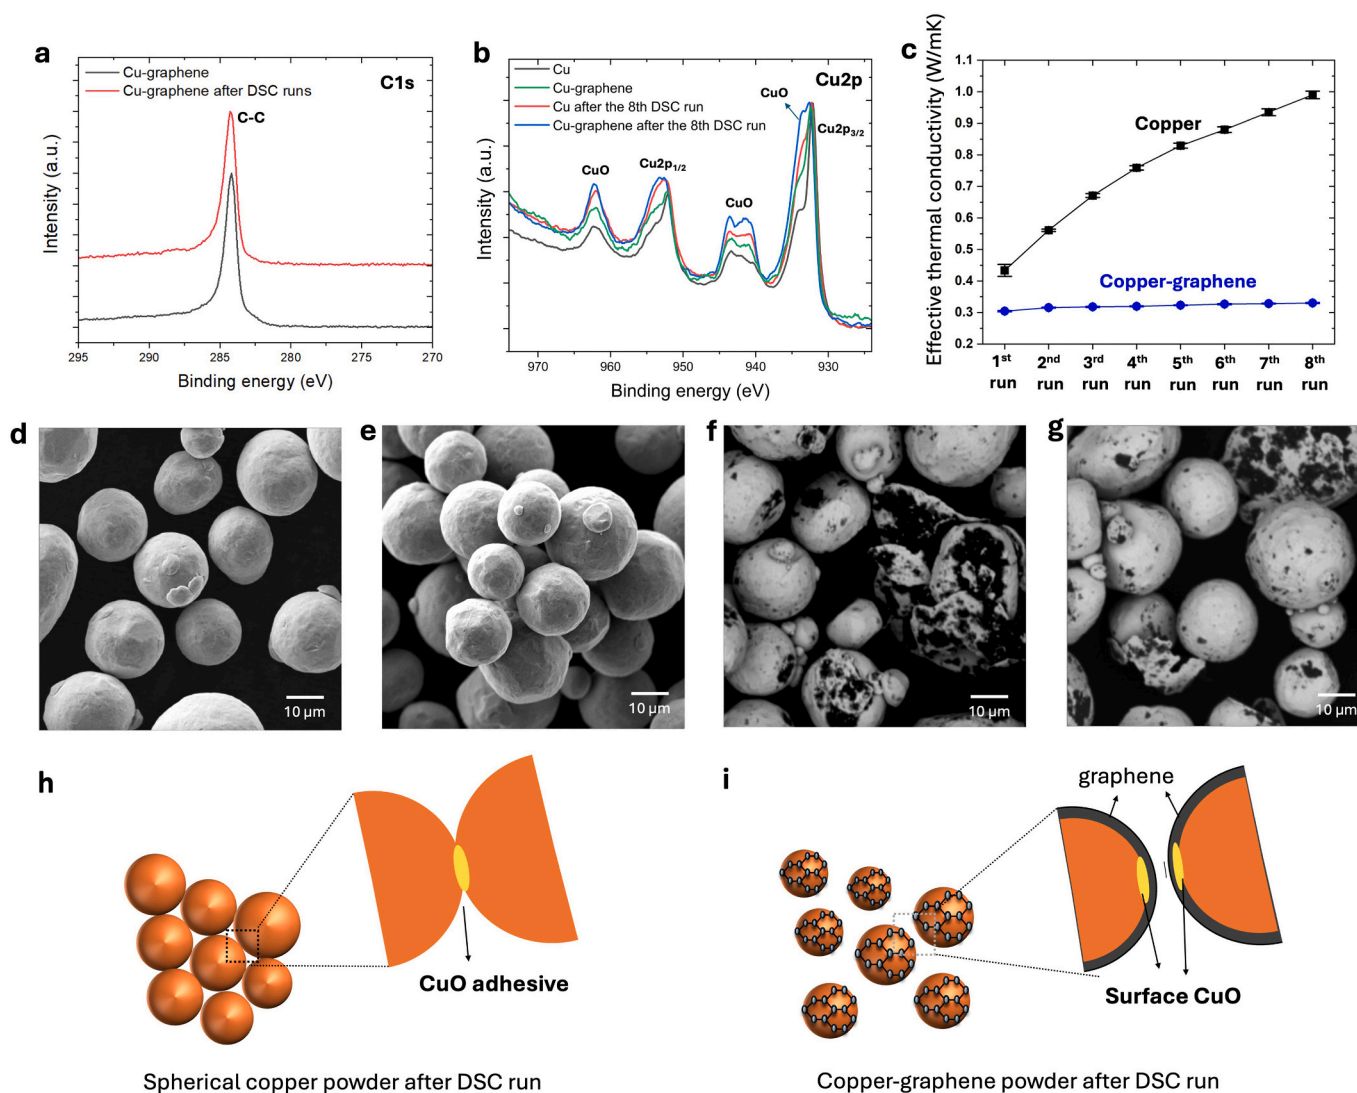 a
Cu-graphene
Cu-graphene after DSC runs
C1s
C-C
Intensity (a.u.)
295 290 285 280 275 270
Binding energy (eV)
b
Cu
Cu-graphene
Cu after the 8th DSC run
Cu-graphene after the 8th DSC run
Cu2p
CuO
Cu2p3/2
CuO
Cu2p1/2
CuO
Intensity (a.u.)
970 960 950 940 930
Binding energy (eV)
c
Effective thermal conductivity (W/mK)
1.1
1.0
0.9
0.8
0.7
0.6
0.5
0.4
0.3
0.2
Copper
Copper-graphene
1st 2nd 3rd 4th 5th 6th 7th 8th
run run run run run run run run
d
10 µm
e
10 µm
f
10 µm
g
10 µm
h
CuO adhesive
Spherical copper powder after DSC run
i
graphene
Surface CuO
Copper-graphene powder after DSC run